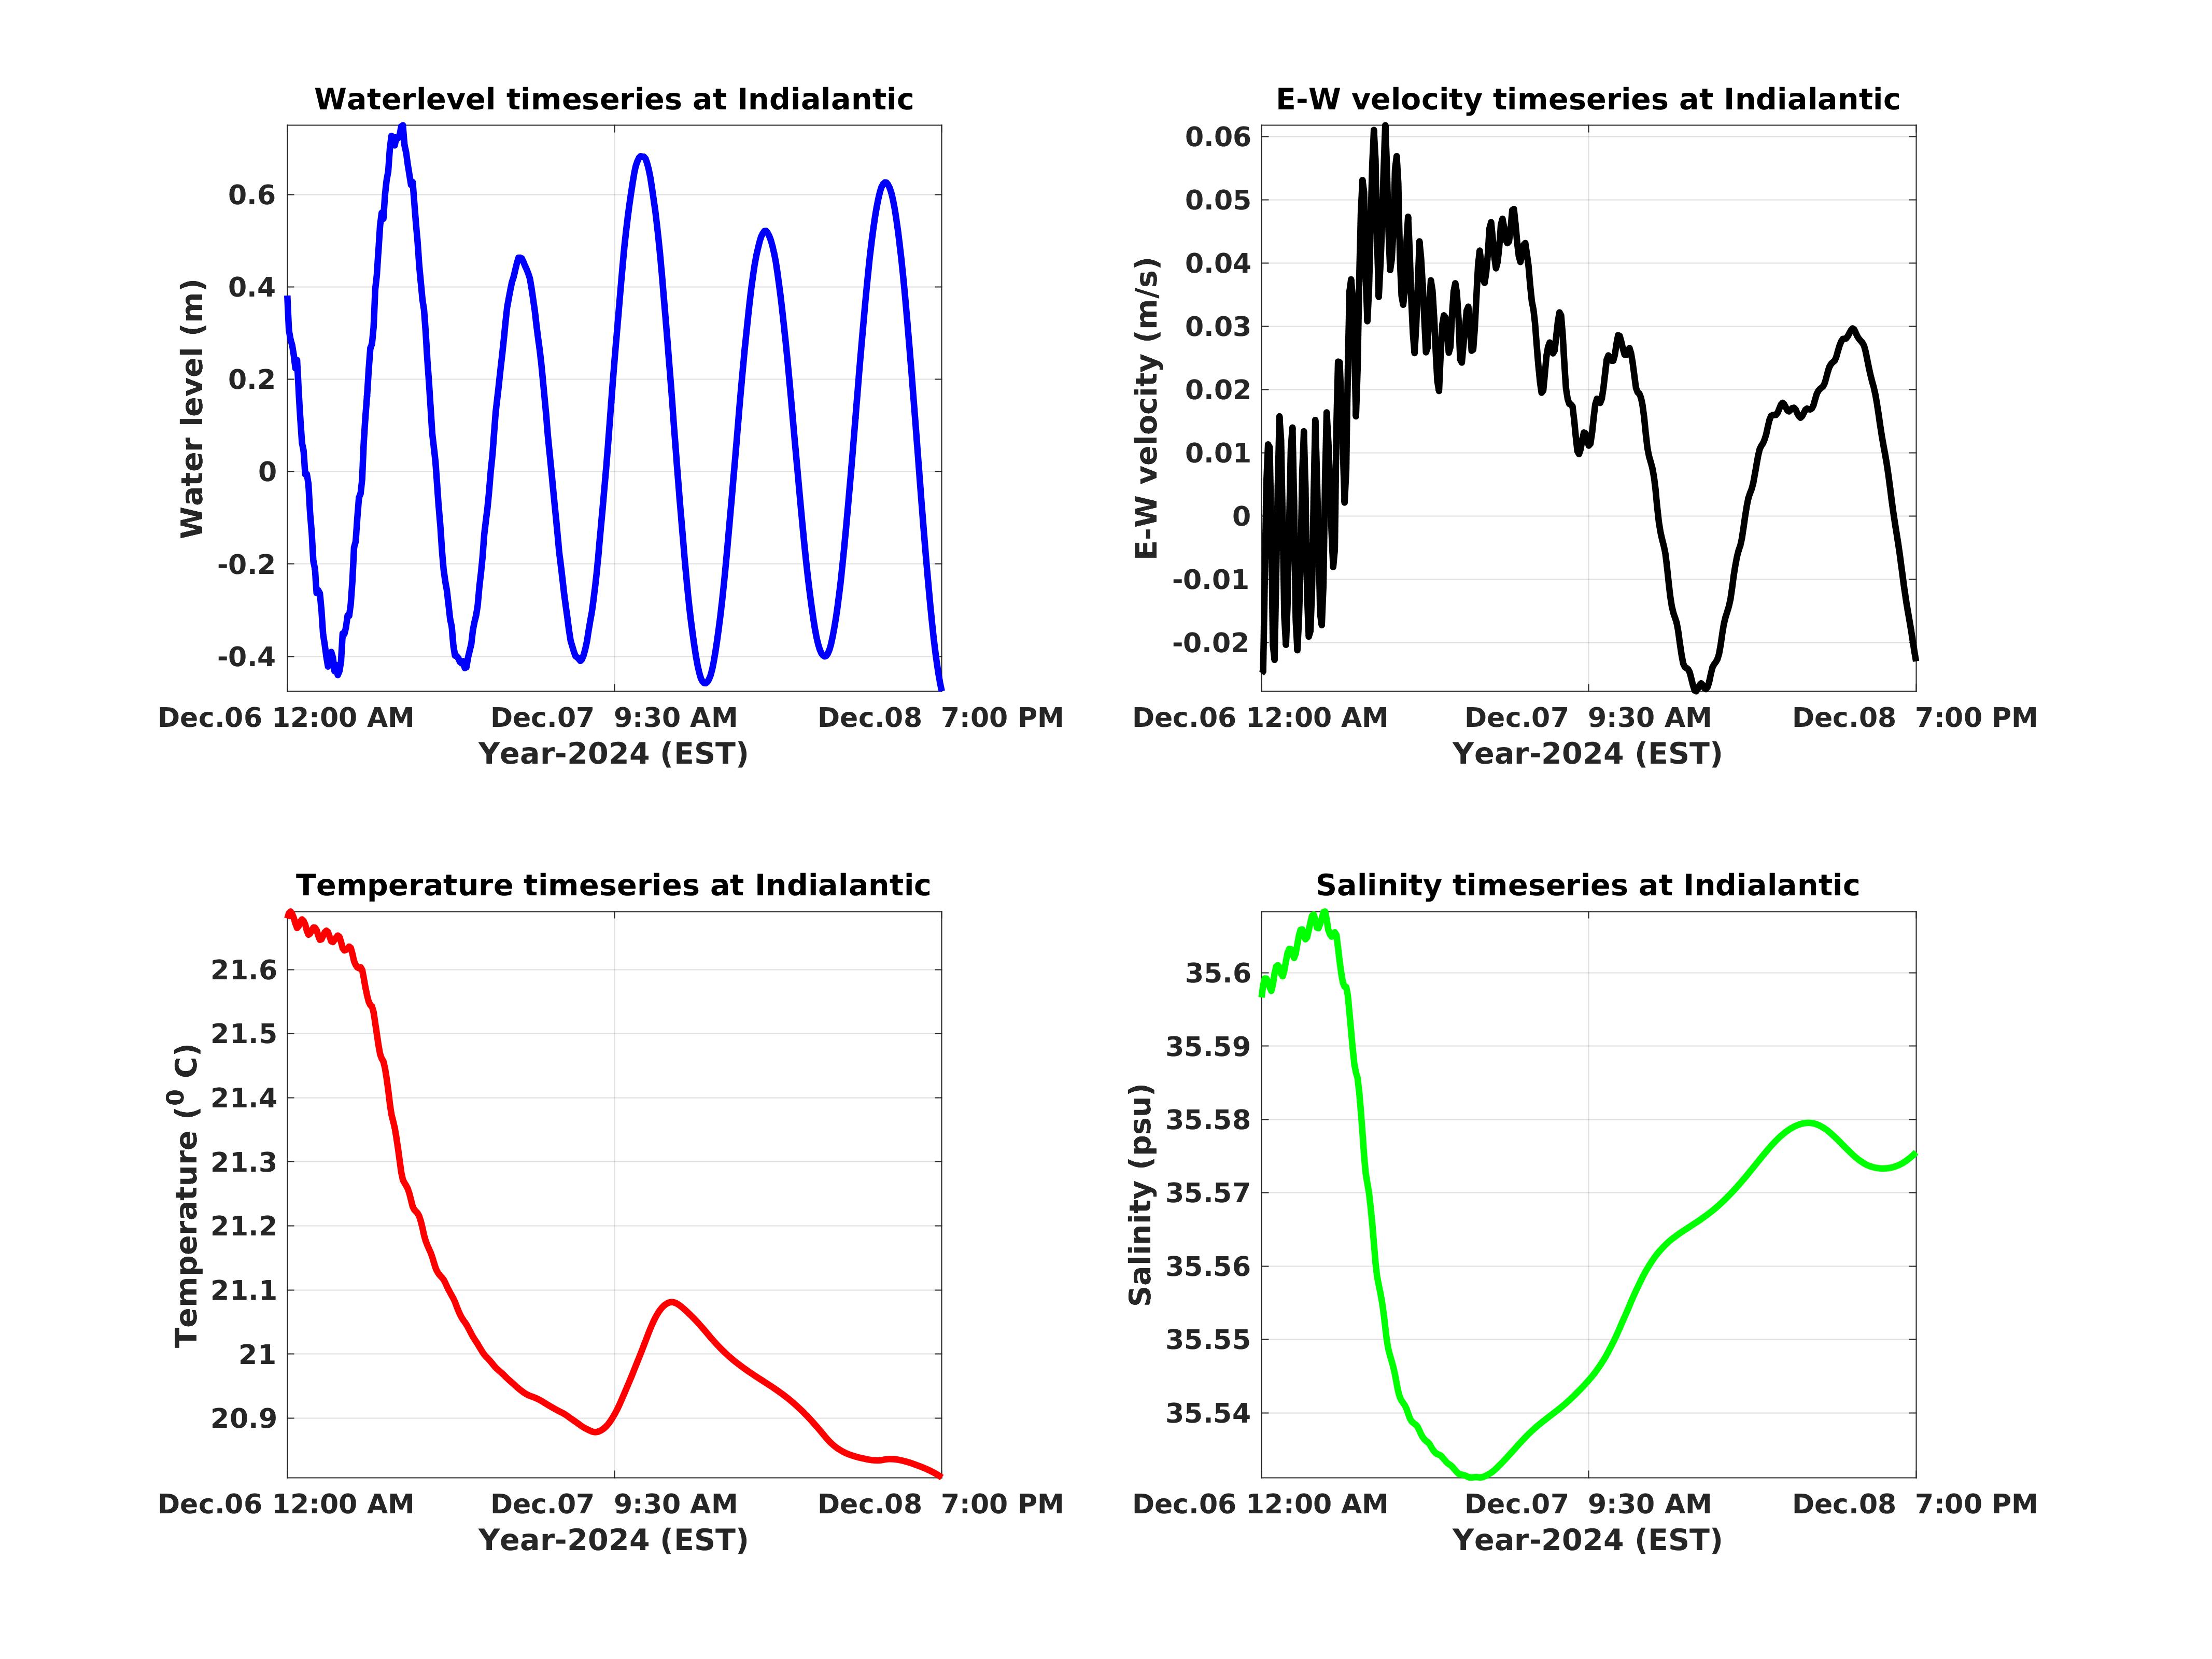 Waterlevel timeseries at Indialantic
0.6
0.4
0.2
0
-0.2
-0.4
Water level (m)
Dec.06 12:00 AM
Dec.07 9:30 AM
Dec.08 7:00 PM
Year-2024 (EST)
E-W velocity timeseries at Indialantic
0.06
0.05
0.04
0.03
0.02
0.01
0
-0.01
-0.02
E-W velocity (m/s)
Dec.06 12:00 AM
Dec.07 9:30 AM
Dec.08 7:00 PM
Year-2024 (EST)
Temperature timeseries at Indialantic
21.6
21.5
21.4
21.3
21.2
21.1
21
20.9
Temperature (⁰ C)
Dec.06 12:00 AM
Dec.07 9:30 AM
Dec.08 7:00 PM
Year-2024 (EST)
Salinity timeseries at Indialantic
35.6
35.59
35.58
35.57
35.56
35.55
35.54
Salinity (psu)
Dec.06 12:00 AM
Dec.07 9:30 AM
Dec.08 7:00 PM
Year-2024 (EST)